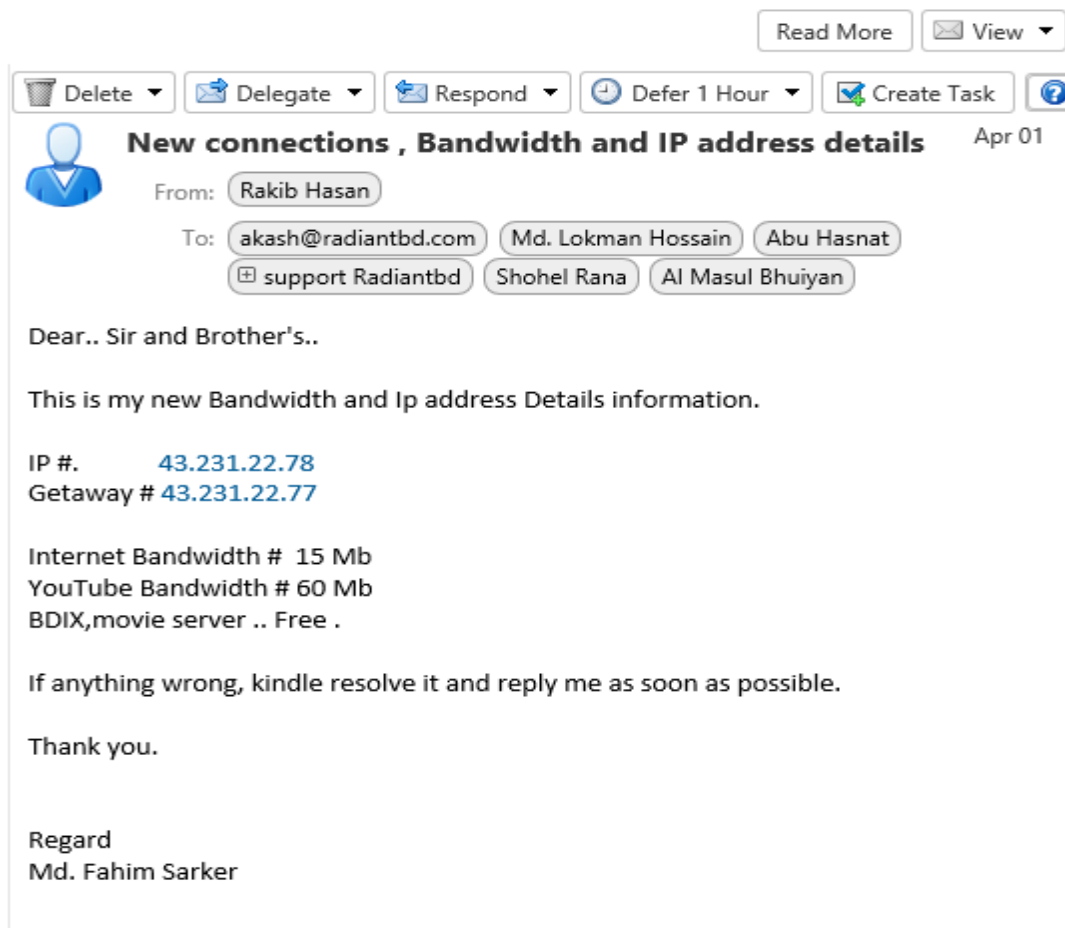 Read More View
Delete Delegate Respond Defer 1 Hour Create Task
New connections , Bandwidth and IP address details Apr 01
From: Rakib Hasan
To: akash@radiantbd.com Md. Lokman Hossain Abu Hasnat
support Radiantbd Shohel Rana Al Masul Bhuiyan
Dear.. Sir and Brother's..
This is my new Bandwidth and Ip address Details information.
IP #. 43.231.22.78
Getaway # 43.231.22.77
Internet Bandwidth # 15 Mb
YouTube Bandwidth # 60 Mb
BDIX,movie server .. Free .
If anything wrong, kindle resolve it and reply me as soon as possible.
Thank you.
Regard
Md. Fahim Sarker